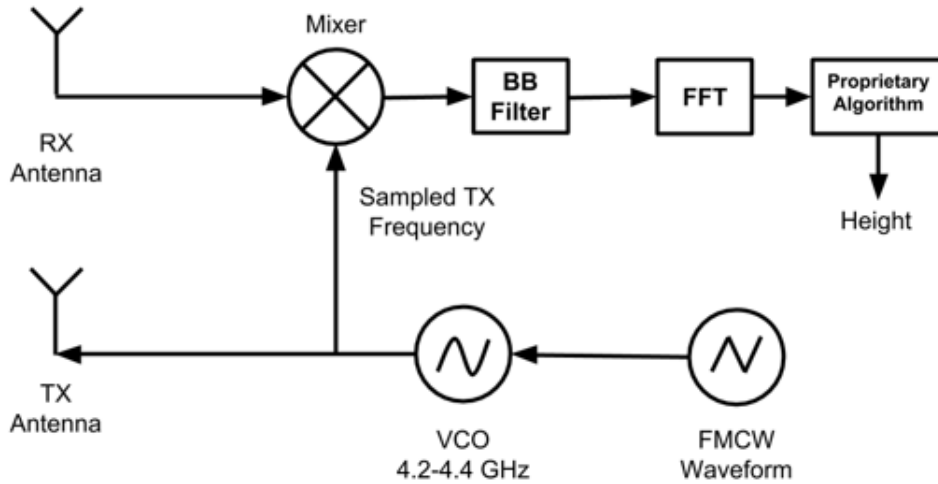 Mixer
BB
Filter
FFT
Proprietary
Algorithm
RX
Antenna
Sampled TX
Frequency
Height
TX
Antenna
VCO
4.2-4.4 GHz
FMCW
Waveform